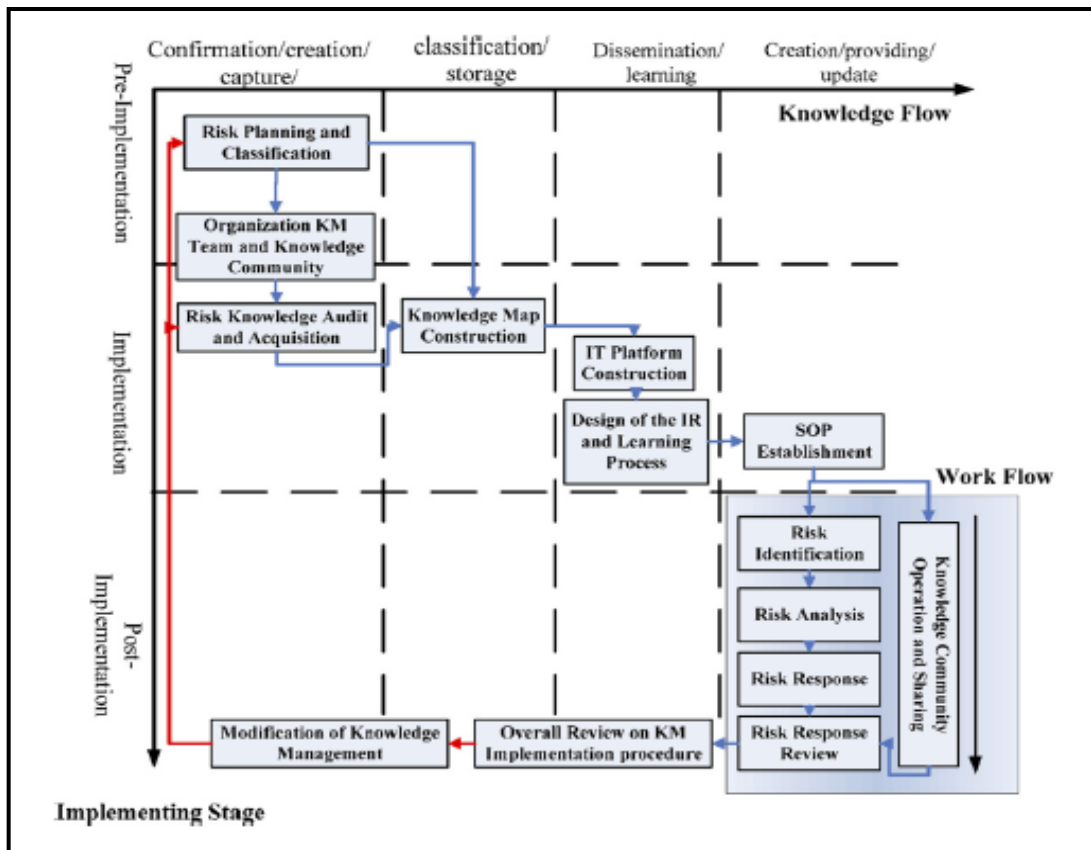 Confirmation/creation/
capture/
classification/
storage
Dissemination/
learning
Creation/providing/
update
Knowledge Flow
Pre-Implementation
Risk Planning and
Classification
Organization KM
Team and Knowledge
Community
Implementation
Risk Knowledge Audit
and Acquisition
Knowledge Map
Construction
IT Platform
Construction
Design of the IR
and Learning
Process
SOP
Establishment
Work Flow
Post-
Implementation
Risk
Identification
Risk Analysis
Risk Response
Risk Response
Review
Knowledge Community
Operation and Sharing
Overall Review on KM
Implementation procedure
Modification of Knowledge
Management
Implementing Stage